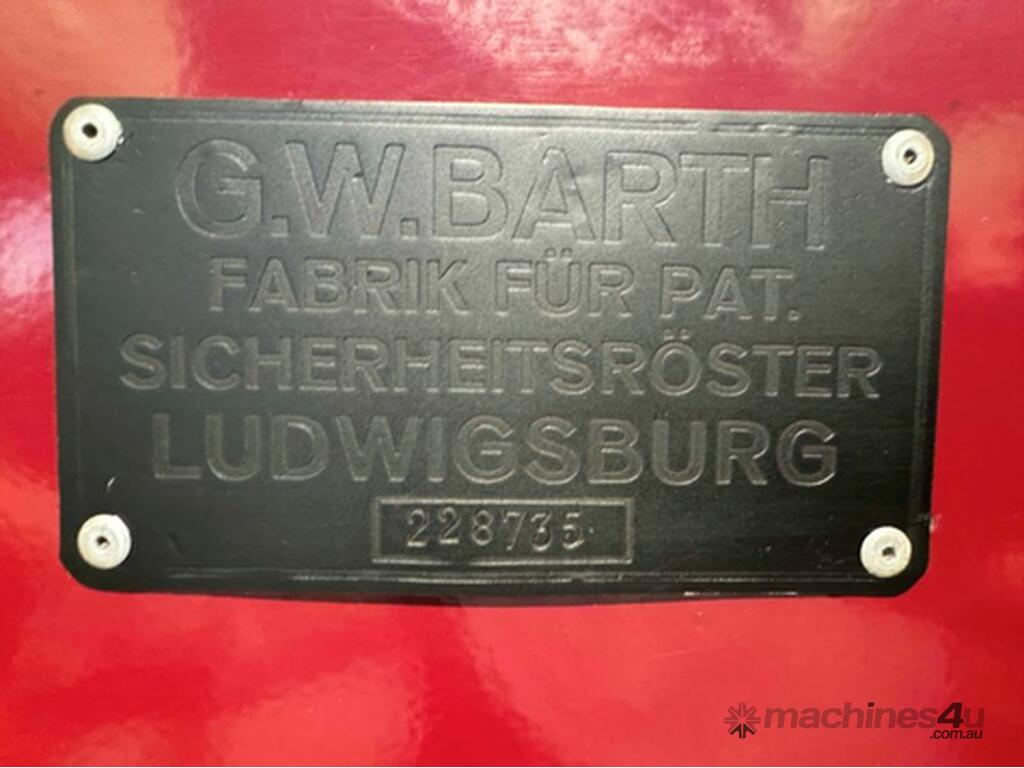 G.W.BARTH
FABRIK FÜR PAT.
SICHERHEITSRÖSTER
LUDWIGSBURG
228735
machines4u
.com.au